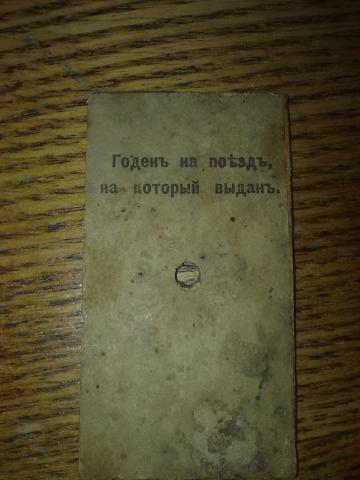 Годенъ на поѣздъ,
на который выданъ.